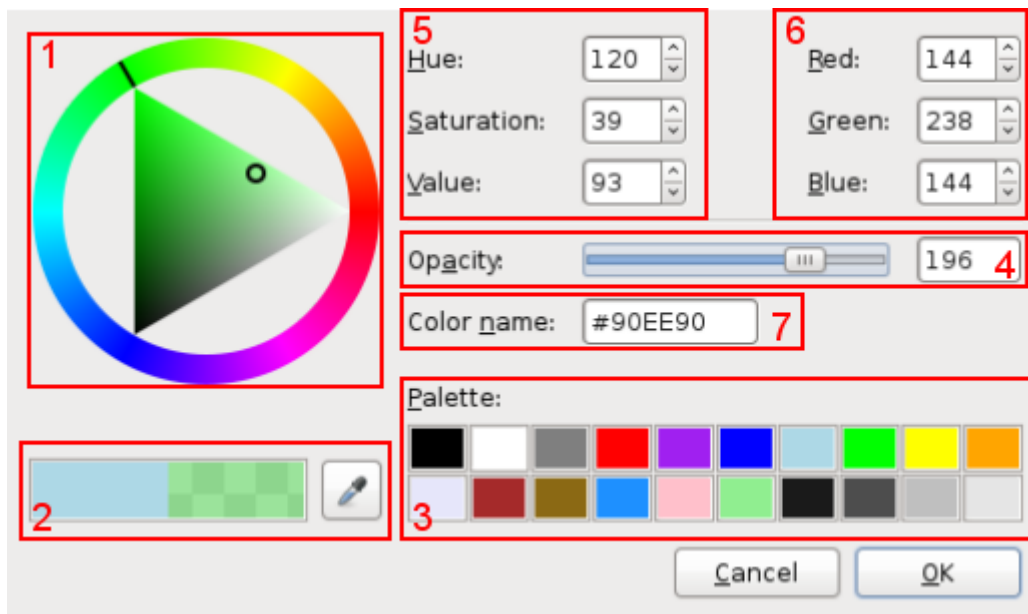 1
5
Hue: 120
Saturation: 39
Value: 93
6
Red: 144
Green: 238
Blue: 144
Opacity: 196 4
Color name: #90EE90 7
Palette:
3
2
Cancel OK